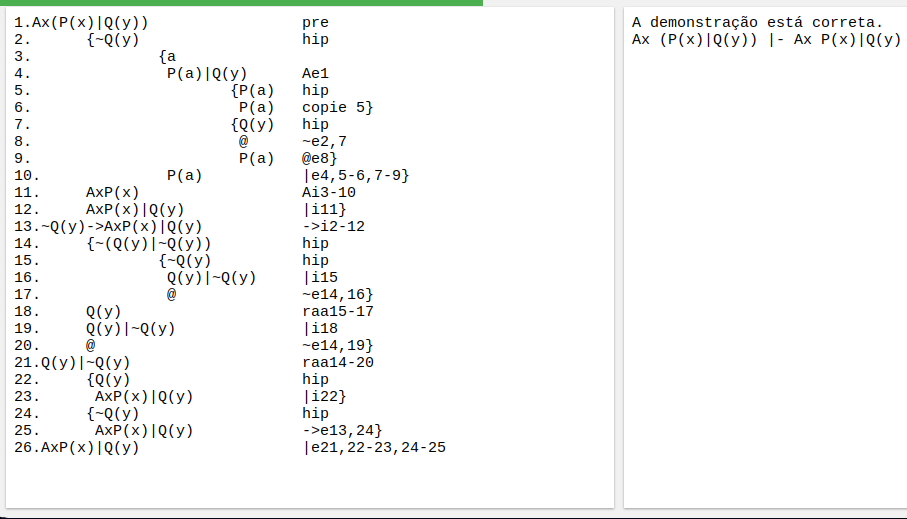 1.Ax(P(x)|Q(y))                 pre
2.     {~Q(y)                   hip
3.             {a
4.              P(a)|Q(y)       Ae1
5.                     {P(a)    hip
6.                      P(a)    copie 5}
7.                     {Q(y)    hip
8.                      @       ~e2,7
9.                      P(a)    @e8}
10.              P(a)           |e4,5-6,7-9}
11.     AxP(x)                  Ai3-10
12.     AxP(x)|Q(y)             |i11}
13.~Q(y)->AxP(x)|Q(y)           ->i2-12
14.     {~(Q(y)|~Q(y))          hip
15.             {~Q(y)          hip
16.              Q(y)|~Q(y)     |i15
17.              @              ~e14,16}
18.     Q(y)                    raa15-17
19.     Q(y)|~Q(y)              |i18
20.     @                       ~e14,19}
21.Q(y)|~Q(y)                   raa14-20
22.     {Q(y)                   hip
23.      AxP(x)|Q(y)            |i22}
24.     {~Q(y)                  hip
25.      AxP(x)|Q(y)            ->e13,24}
26.AxP(x)|Q(y)                  |e21,22-23,24-25
A demonstração está correta.
Ax (P(x)|Q(y)) |- Ax P(x)|Q(y)